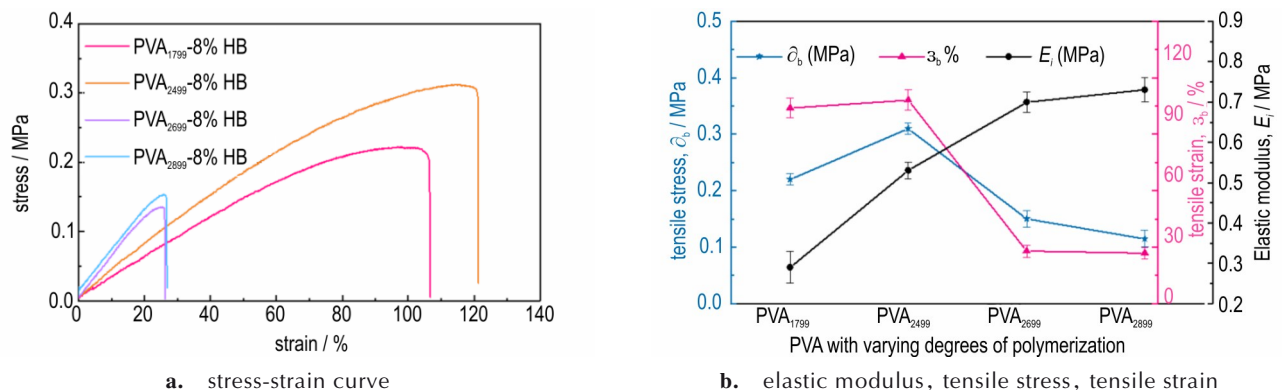 0.4
0.3
0.2
0.1
0.0
stress / MPa
PVA1799-8% HB
PVA2499-8% HB
PVA2699-8% HB
PVA2899-8% HB
0 20 40 60 80 100 120 140
strain / %
a. stress-strain curve
0.5
0.4
0.3
0.2
0.1
0.0
tensile stress, ∂b / MPa
∂b (MPa) 3b % Ei (MPa)
120
90
60
30
0
tensile strain, 3b / %
0.9
0.8
0.7
0.6
0.5
0.4
0.3
0.2
Elastic modulus, Ei / MPa
PVA1799 PVA2499 PVA2699 PVA2899
PVA with varying degrees of polymerization
b. elastic modulus, tensile stress, tensile strain